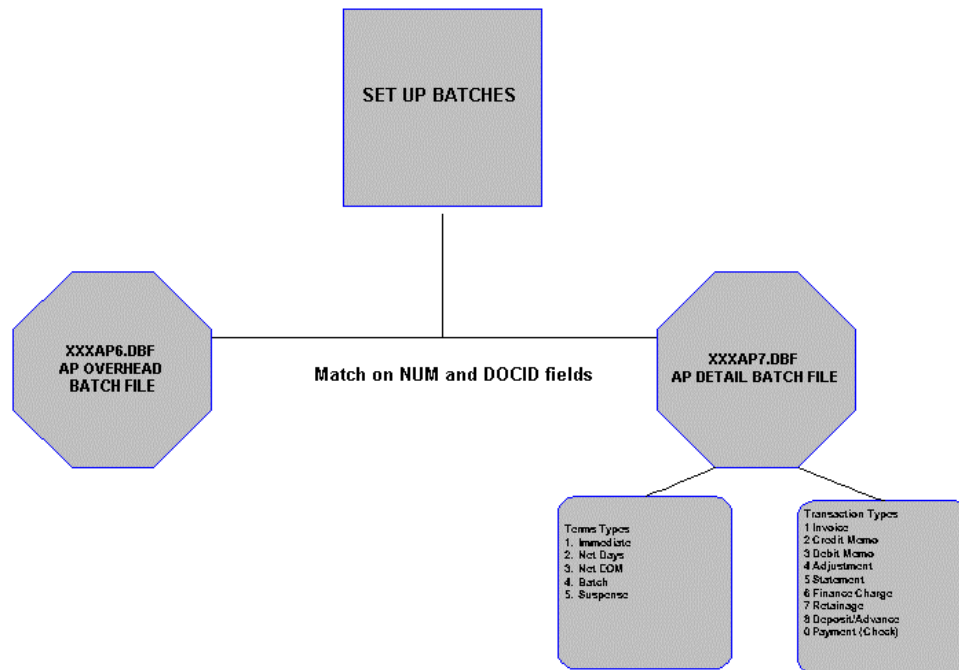 SET UP BATCHES
XXXAP6.DBF
AP OVERHEAD
BATCH FILE
Match on NUM and DOCID fields
XXXAP7.DBF
AP DETAIL BATCH FILE
Terms Types
1. Immediate
2. Net Days
3. Net EOM
4. Batch
5. Suspense
Transaction Types
1 Invoice
2 Credit Memo
3 Debit Memo
4 Adjustment
5 Statement
6 Finance Charge
7 Retainage
8 Deposit/Advance
0 Payment (Check)